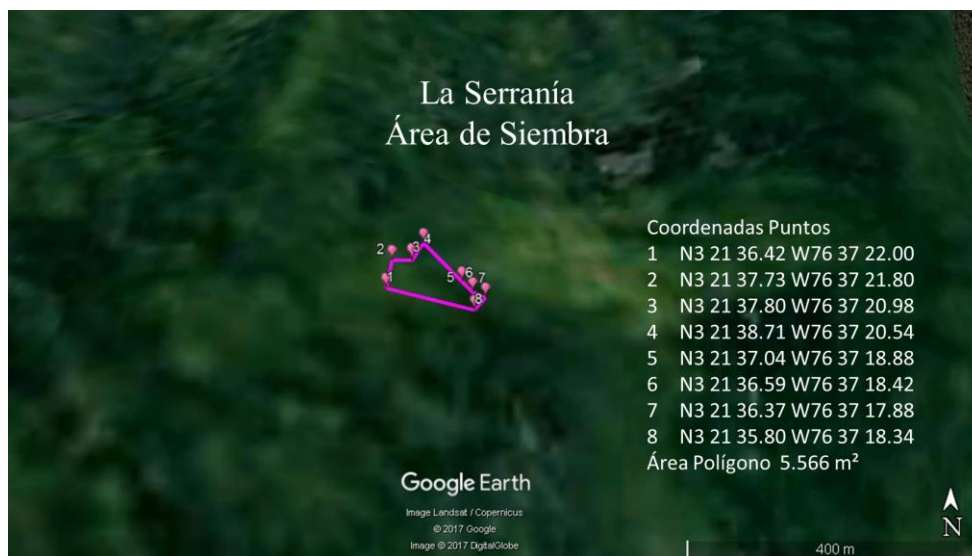 La Serranía
Área de Siembra
Coordenadas Puntos
1 N3 21 36.42 W76 37 22.00
2 N3 21 37.73 W76 37 21.80
3 N3 21 37.80 W76 37 20.98
4 N3 21 38.71 W76 37 20.54
5 N3 21 37.04 W76 37 18.88
6 N3 21 36.59 W76 37 18.42
7 N3 21 36.37 W76 37 17.88
8 N3 21 35.80 W76 37 18.34
Área Polígono 5.566 m²
4
2
3
1
6
5
7
8
Google Earth
Image Landsat / Copernicus
© 2017 Google
Image © 2017 DigitalGlobe
N
400 m